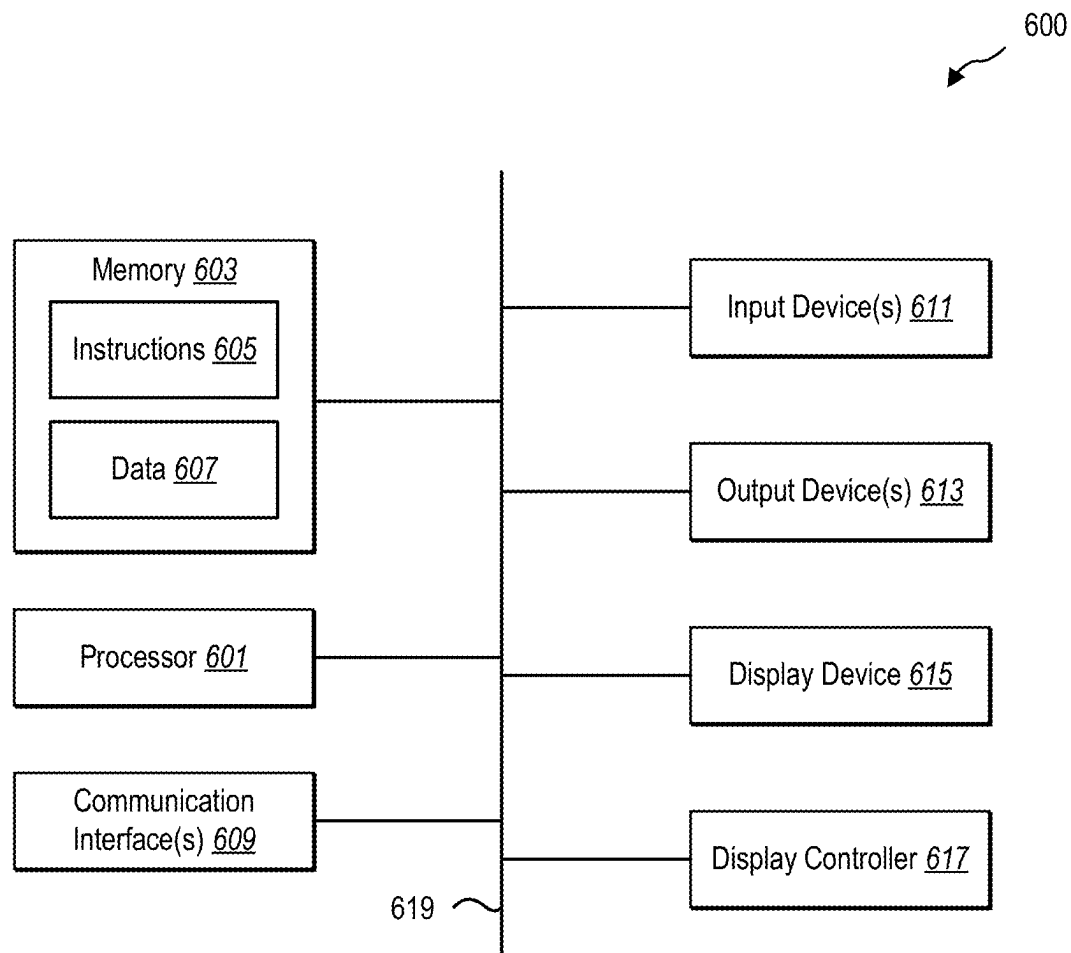 600
Memory 603
Instructions 605
Data 607
Processor 601
Communication
Interface(s) 609
Input Device(s) 611
Output Device(s) 613
Display Device 615
Display Controller 617
619